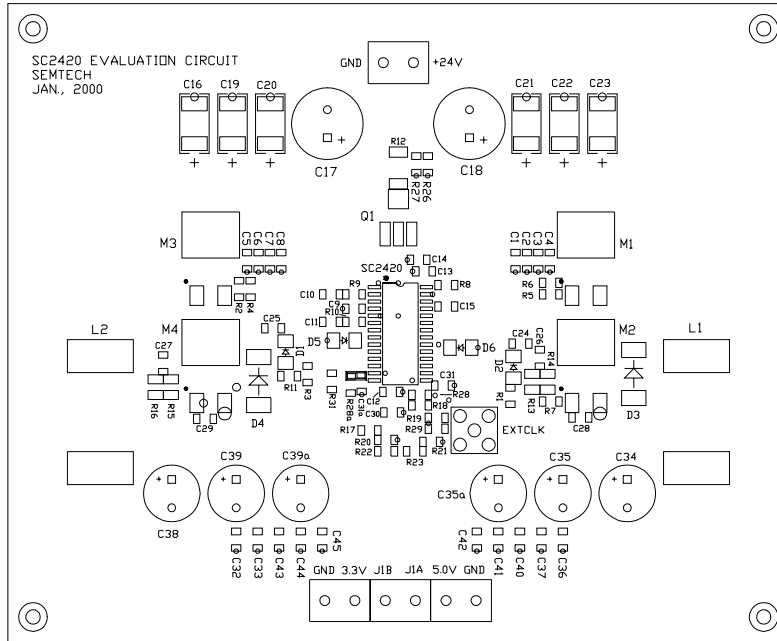 SC2420 EVALUATION CIRCUIT
SEMTECH
JAN., 2000
GND +24V
C16 C19 C20 C21 C22 C23
C17 C18
R12
R27 R26
Q1
M3 C5 C6 C7 C8 C1 C2 C3 C4 M1
SC2420 C14 C13
R2 R4 C10 R9 R8 R6 R5
C9 R10 C15
C11
L2 M4 C25 D5 D6 C24 C26 M2 L1
C27 D1 D2 R14
R11 R3 R31 C31 R28 R1
R16 R15 R28a C31a C12 R18 R13 R7 D3
C29 D4 C30 R19 C28
R17 R29 EXTCLK
R20 R21
R22 R23
C39 C39a C35 C34
C38 C35a
C32 C33 C43 C44 C45 C42 C41 C40 C37 C36
GND 3.3V J1B J1A 5.0V GND